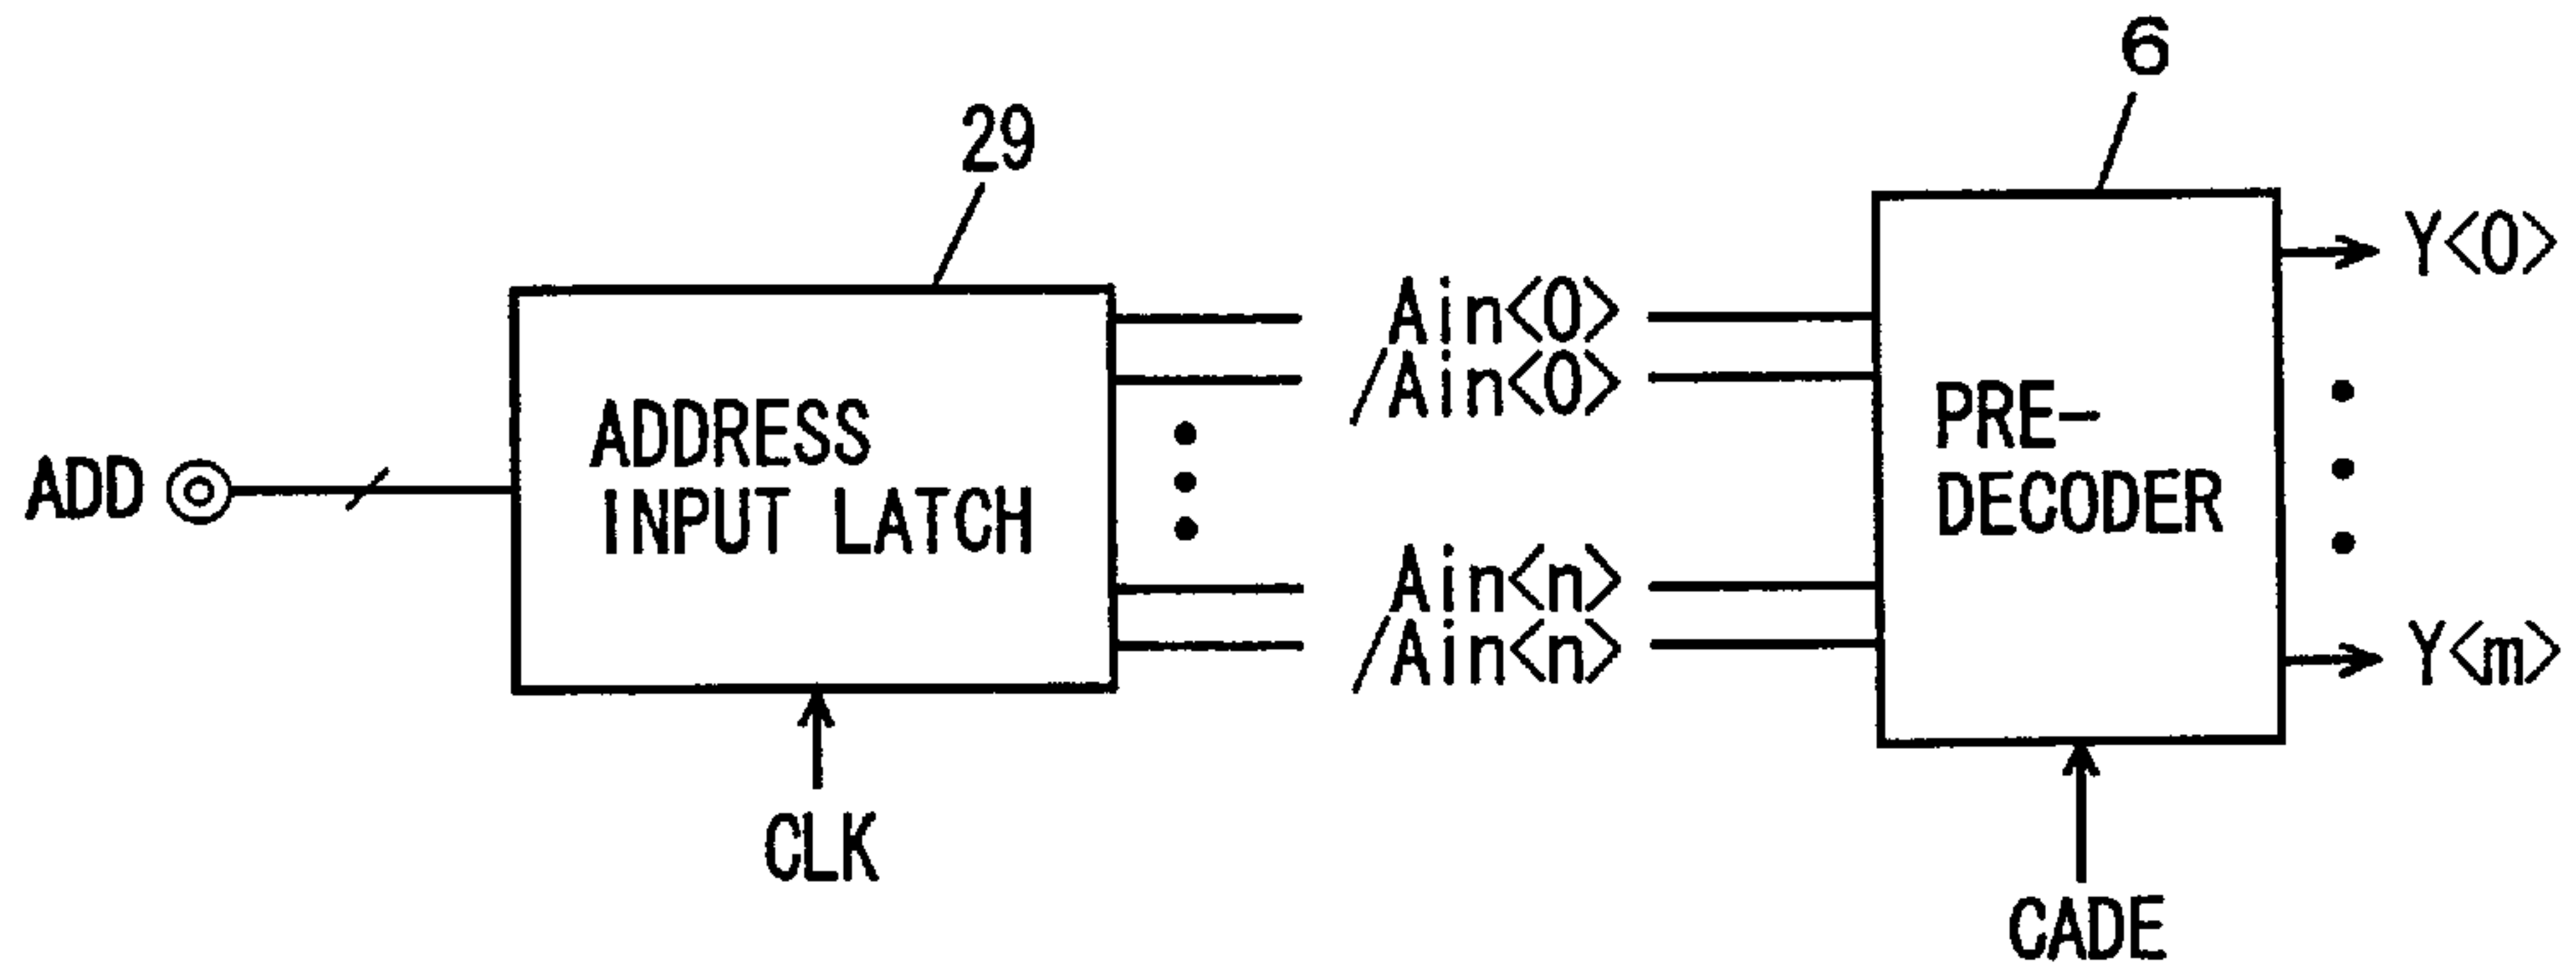 6
29
Y<0>
Ain<0>
/Ain<0>
PRE-
DECODER
ADDRESS
INPUT LATCH
ADD
Ain<n>
/Ain<n>
Y<m>
CLK
CADE